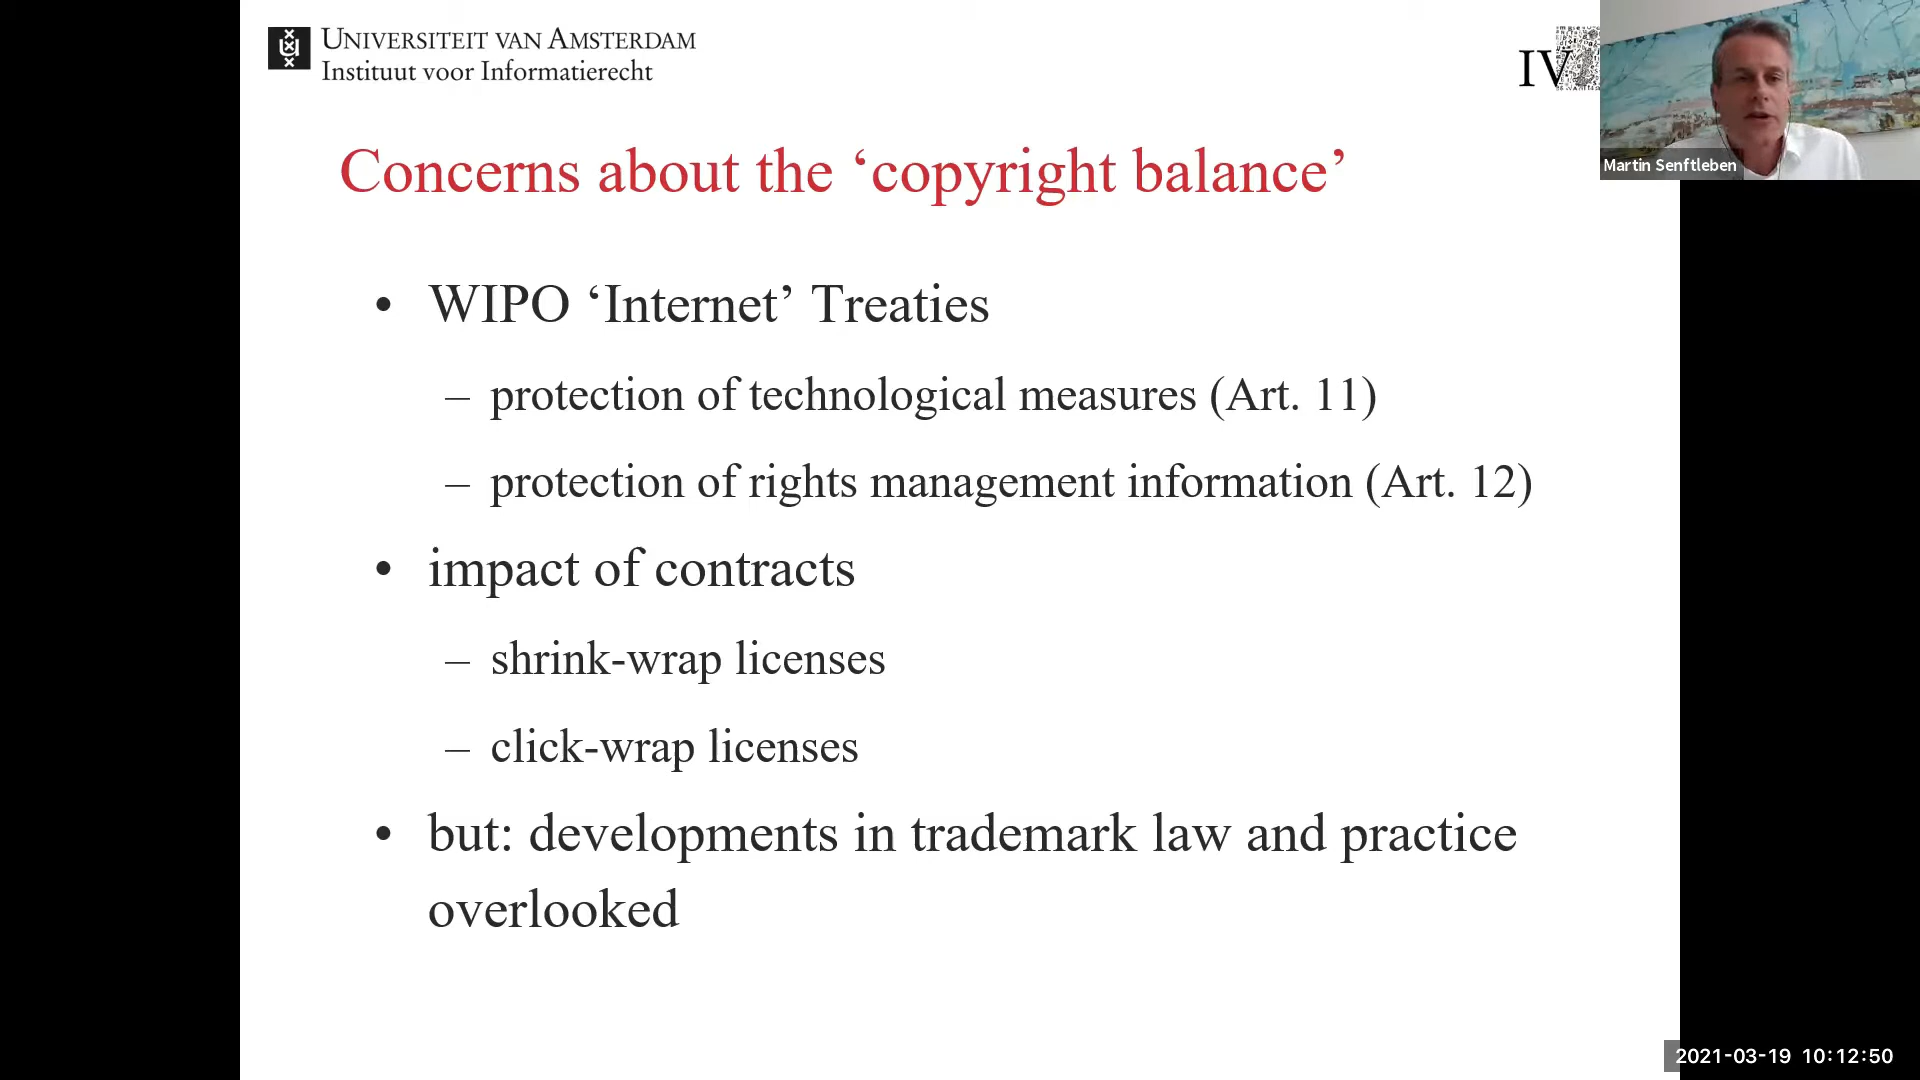 UNIVERSITEIT VAN AMSTERDAM
Instituut voor Informatierecht
IV
Martin Senftleben
Concerns about the ‘copyright balance’
• WIPO ‘Internet’ Treaties
– protection of technological measures (Art. 11)
– protection of rights management information (Art. 12)
• impact of contracts
– shrink-wrap licenses
– click-wrap licenses
• but: developments in trademark law and practice
overlooked
2021-03-19 10:12:50